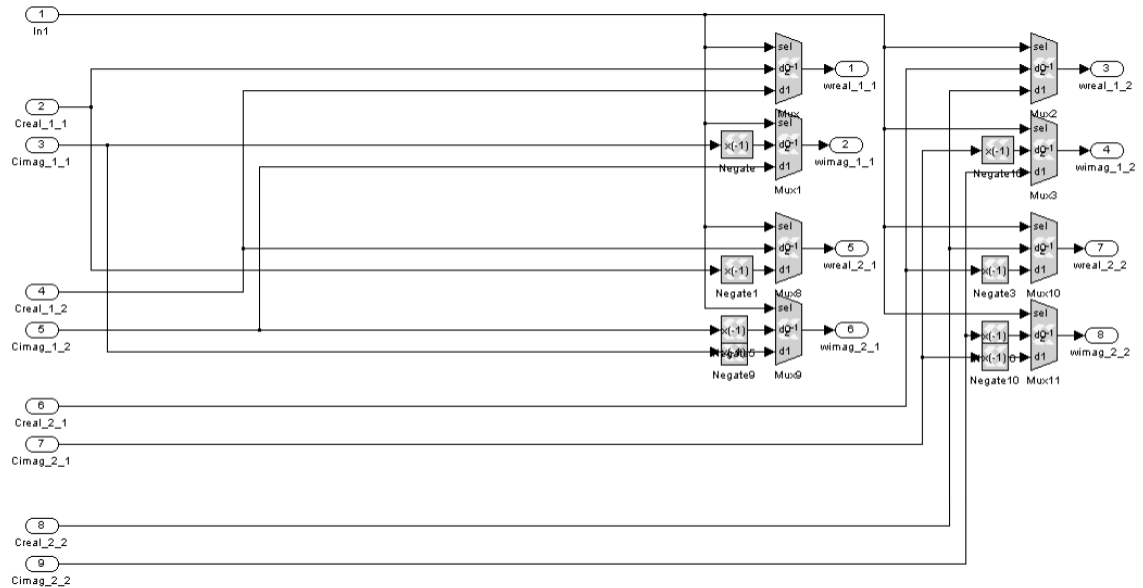 1
In1
2
Creal_1_1
3
Cimag_1_1
4
Creal_1_2
5
Cimag_1_2
6
Creal_2_1
7
Cimag_2_1
8
Creal_2_2
9
Cimag_2_2
sel
d1
Mux
1
wreal_1_1
x(-1)
Negate
sel
d1
Mux1
2
wimag_1_1
x(-1)
Negate1
sel
d1
Mux8
5
wreal_2_1
x(-1)
x(-1)
Negate9
sel
d1
Mux9
6
wimag_2_1
sel
d1
Mux2
3
wreal_1_2
x(-1)
sel
d1
Mux3
4
wimag_1_2
x(-1)
Negate3
sel
d1
Mux10
7
wreal_2_2
x(-1)
x(-1)
Negate10
sel
d1
Mux11
8
wimag_2_2